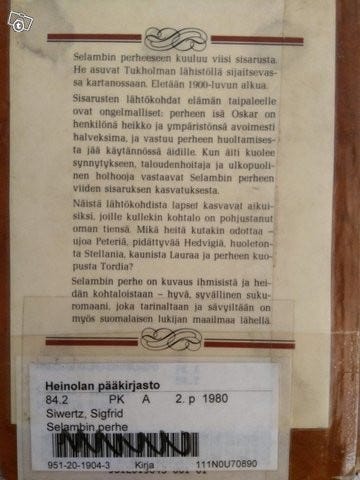 Selambin perheeseen kuuluu viisi sisarusta.
He asuvat Tukholman lähistöllä sijaitsevas-
sa kartanossaan. Eletään 1900-luvun alkua.
Sisarusten lähtökohdat elämän taipaleelle
ovat ongelmalliset: perheen isä Oskar on
henkilönä heikko ja ympäristönsä avoimesti
halveksima, ja vastuu perheen huoltamises-
ta jää käytännössä äidille. Kun äiti kuolee
synnytykseen, taloudenhoitaja ja ulkopuoli-
nen holhooja vastaavat Selambin perheen
viiden sisaruksen kasvatuksesta.
Näistä lähtökohdista lapset kasvavat aikui-
siksi, joille kullekin kohtalo on pohjustanut
oman tiensä. Mikä heitä kutakin odottaa –
ujoa Peteriä, pidättyvää Hedvigiä, huoleton-
ta Stellania, kaunista Lauraa ja perheen kuo-
pusta Tordia?
Selambin perhe on kuvaus ihmisistä ja hei-
dän kohtaloistaan – hyvä, syvällinen suku-
romaani, joka tarinaltaan ja sävyiltään on
myös suomalaisen lukijan maailmaa lähellä.
Heinolan pääkirjasto
84.2 PK A 2. p 1980
Siwertz, Sigfrid
Selambin perhe
951-20-1904-3 Kirja 111N0U70890